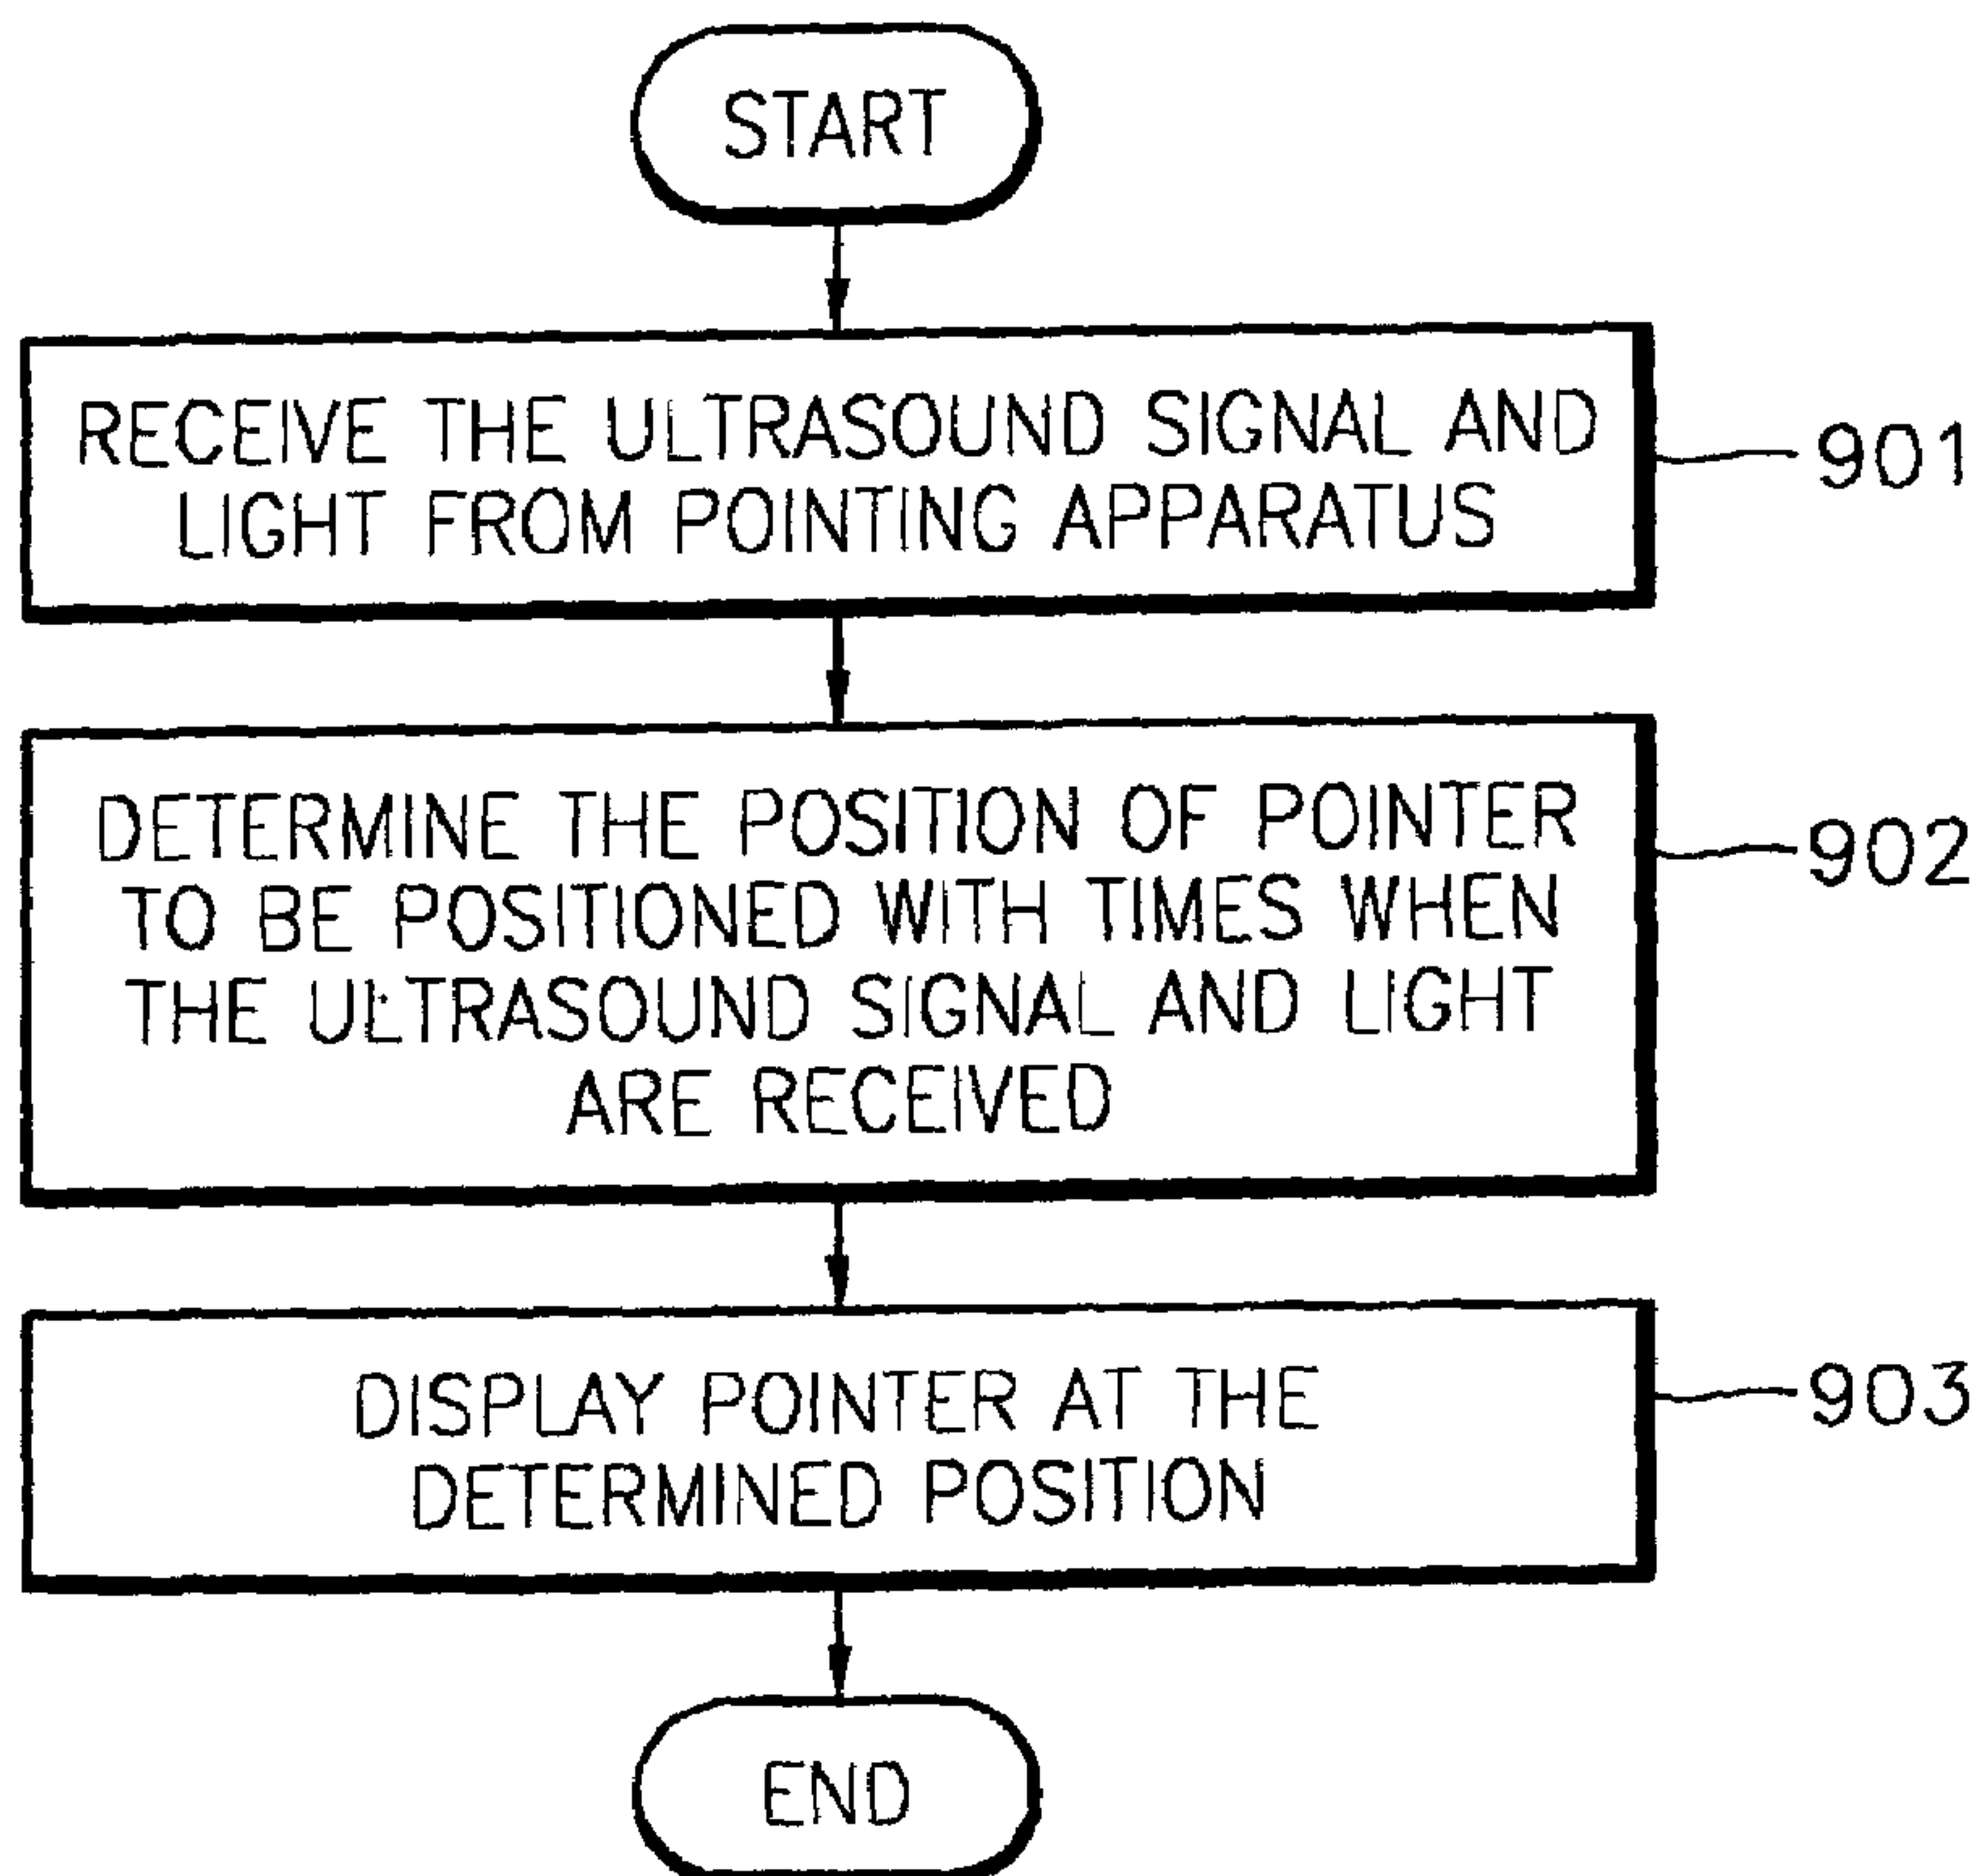 START
RECEIVE THE ULTRASOUND SIGNAL AND
LIGHT FROM POINTING APPARATUS
901
DETERMINE THE POSITION OF POINTER
TO BE POSITIONED WITH TIMES WHEN
THE ULTRASOUND SIGNAL AND LIGHT
ARE RECEIVED
902
DISPLAY POINTER AT THE
DETERMINED POSITION
903
END